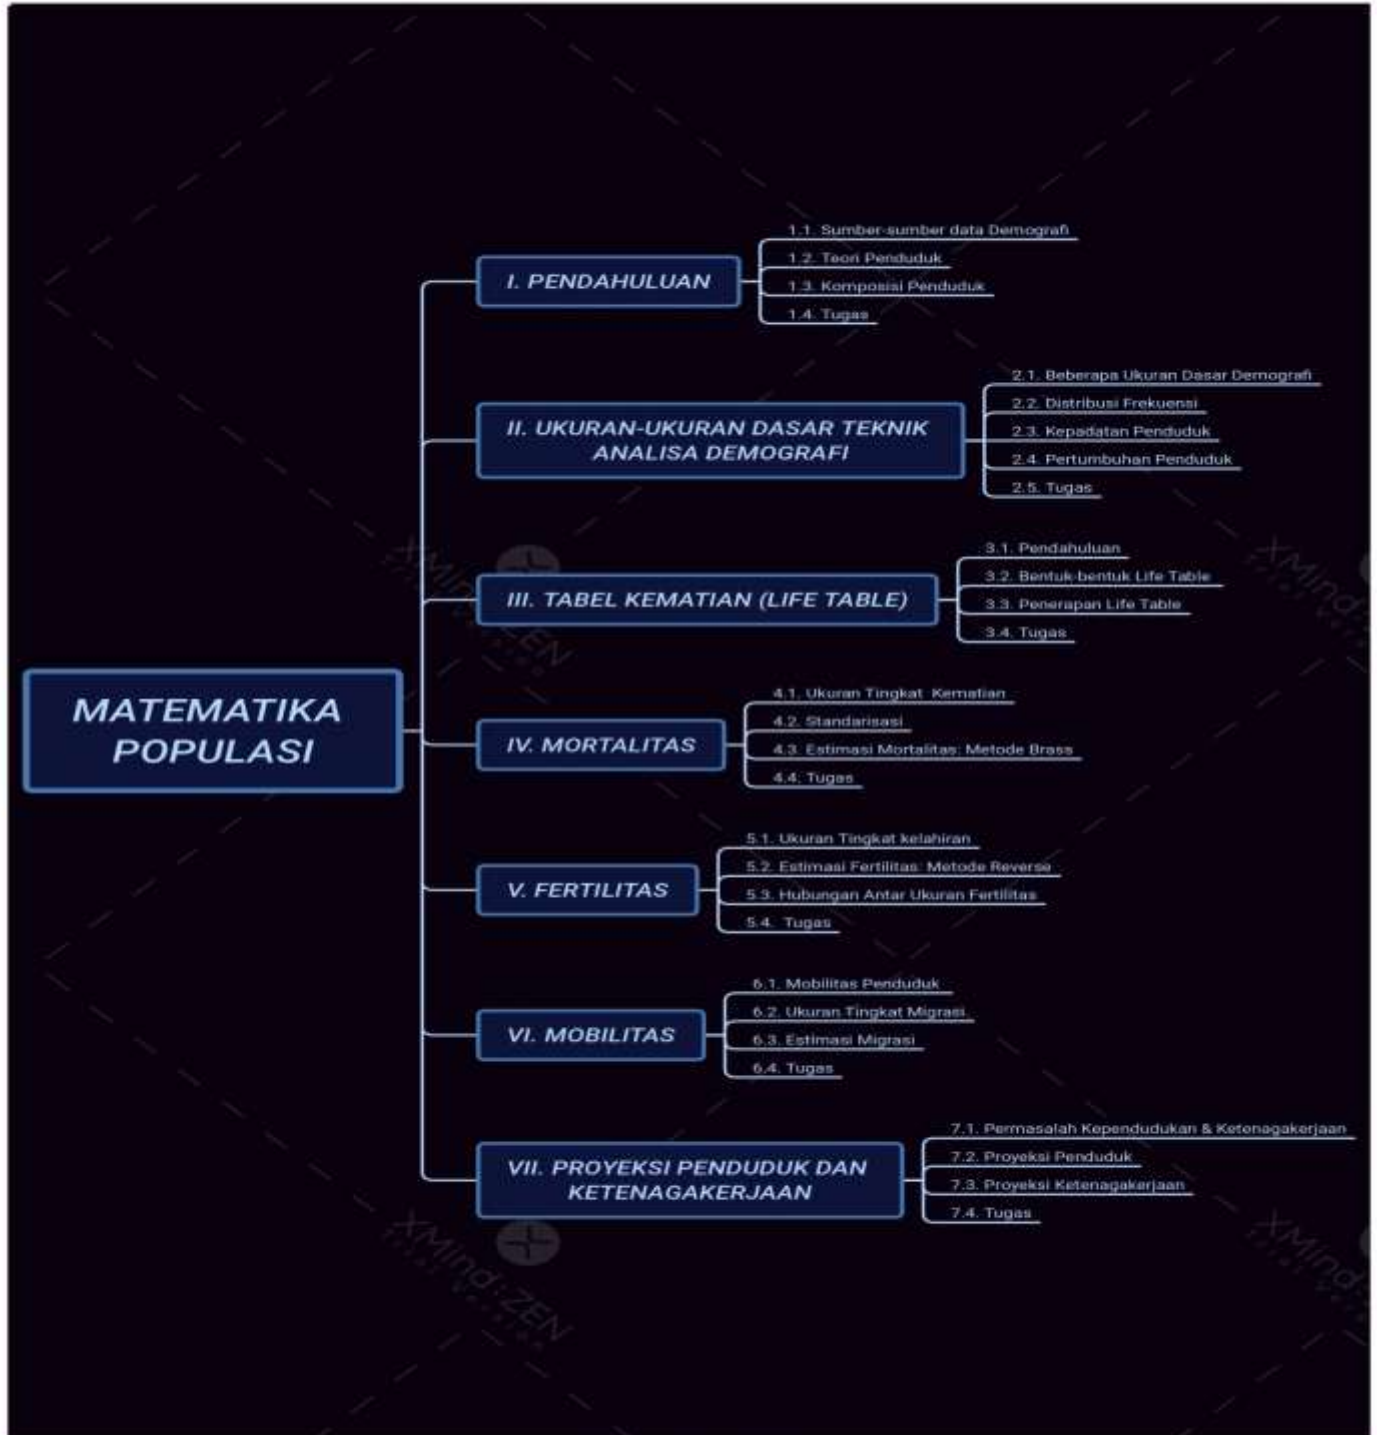 MATEMATIKA
POPULASI
I. PENDAHULUAN
1.1. Sumber-sumber data Demografi
1.2. Teori Penduduk
1.3. Komposisi Penduduk
1.4. Tugas
II. UKURAN-UKURAN DASAR TEKNIK
ANALISA DEMOGRAFI
2.1. Beberapa Ukuran Dasar Demografi
2.2. Distribusi Frekuensi
2.3. Kepadatan Penduduk
2.4. Pertumbuhan Penduduk
2.5. Tugas
III. TABEL KEMATIAN (LIFE TABLE)
3.1. Pendahuluan
3.2. Bentuk-bentuk Life Table
3.3. Penerapan Life Table
3.4. Tugas
IV. MORTALITAS
4.1. Ukuran Tingkat Kematian
4.2. Standarisasi
4.3. Estimasi Mortalitas: Metode Brass
4.4. Tugas
V. FERTILITAS
5.1. Ukuran Tingkat kelahiran
5.2. Estimasi Fertilitas: Metode Reverse
5.3. Hubungan Antar Ukuran Fertilitas
5.4. Tugas
VI. MOBILITAS
6.1. Mobilitas Penduduk
6.2. Ukuran Tingkat Migrasi
6.3. Estimasi Migrasi
6.4. Tugas
VII. PROYEKSI PENDUDUK DAN
KETENAGAKERJAAN
7.1. Permasalah Kependudukan & Ketenagakerjaan
7.2. Proyeksi Penduduk
7.3. Proyeksi Ketenagakerjaan
7.4. Tugas
XMind:ZEN
XMind:
XMind:ZEN
XMind: